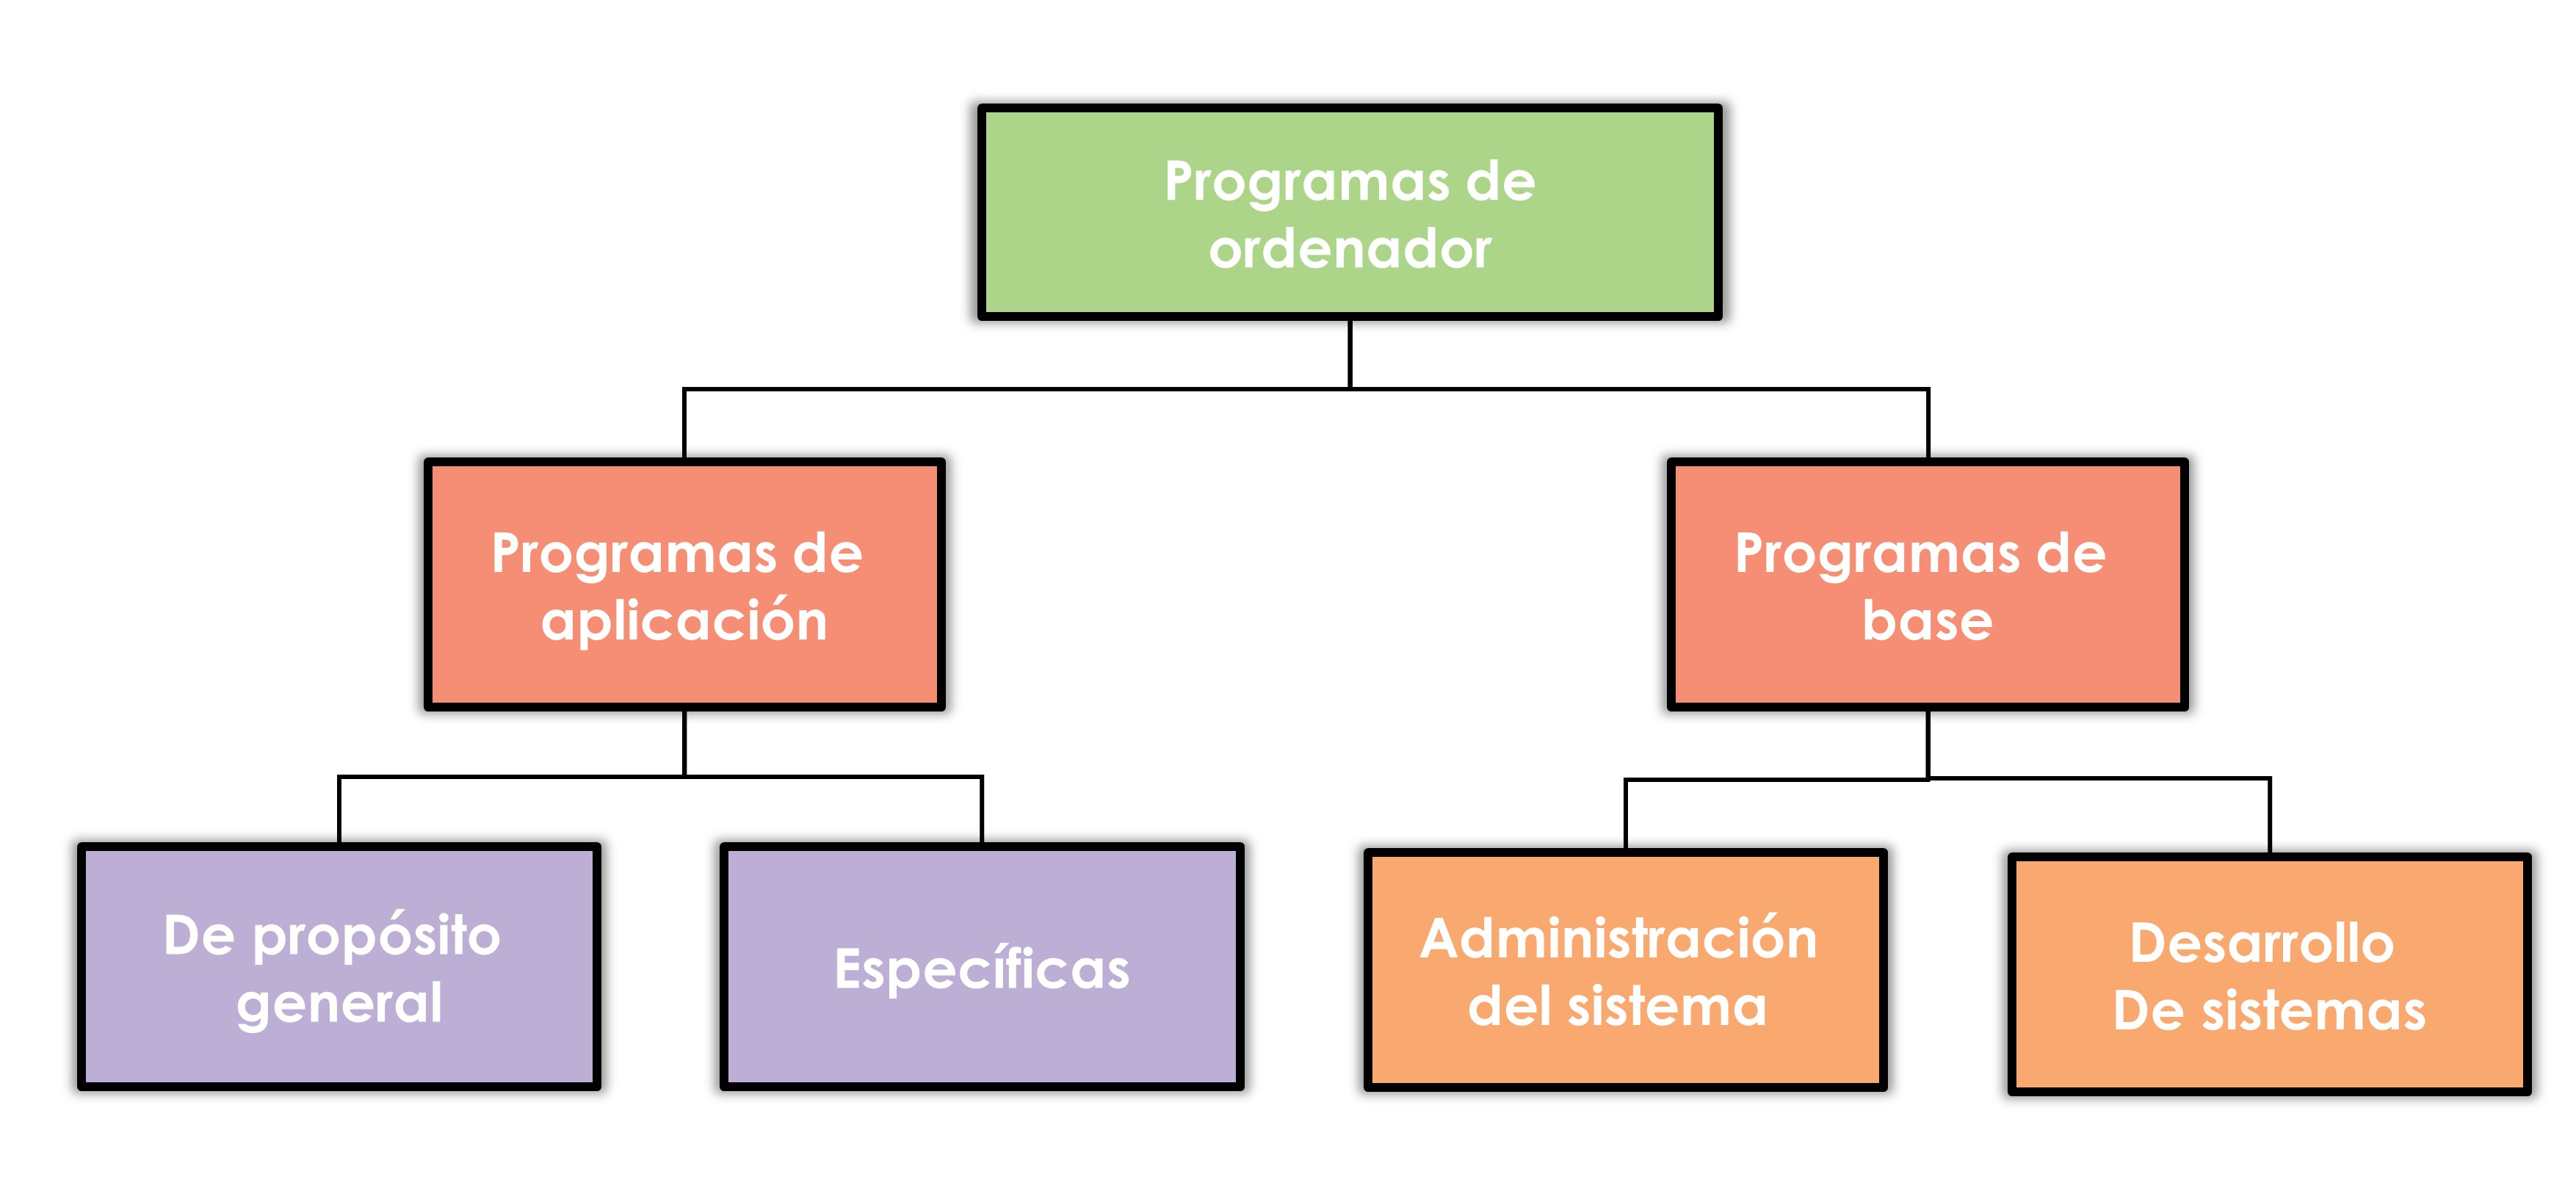 Programas de
ordenador
Programas de
aplicación
Programas de
base
De propósito
general
Específicas
Administración
del sistema
Desarrollo
De sistemas